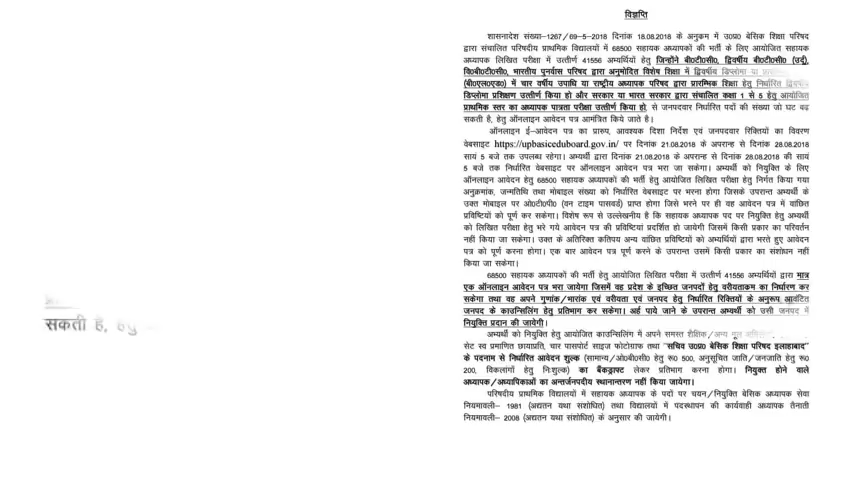 विज्ञप्ति
शासनादेश संख्या–1267/69-5-2018 दिनांक 18.08.2018 के अनुक्रम में उ0प्र0 बेसिक शिक्षा परिषद
द्वारा संचालित परिषदीय प्राथमिक विद्यालयों में 68500 सहायक अध्यापकों की भर्ती के लिए आयोजित सहायक
अध्यापक लिखित परीक्षा में उत्तीर्ण 41556 अभ्यर्थियों हेतु जिन्होंने बी0टी0सी0, द्विवर्षीय बी0टी0सी0 (उर्दू),
वि0बी0टी0सी0, भारतीय पुनर्वास परिषद द्वारा अनुमोदित विशेष शिक्षा में द्विवर्षीय डिप्लोमा या
(बी0एल0एड0) में चार वर्षीय उपाधि या राष्ट्रीय अध्यापक परिषद द्वारा प्रारम्भिक शिक्षा हेतु निर्धारित
डिप्लोमा प्रशिक्षण उत्तीर्ण किया हो और सरकार या भारत सरकार द्वारा संचालित कक्षा 1 से 5 हेतु आयोजित
प्राथमिक स्तर का अध्यापक पात्रता परीक्षा उत्तीर्ण किया हो, से जनपदवार निर्धारित पदों की संख्या जो घट बढ़
सकती है, हेतु ऑनलाइन आवेदन पत्र आमंत्रित किये जाते है।
ऑनलाइन ई–आवेदन पत्र का प्रारुप, आवश्यक दिशा निर्देश एवं जनपदवार रिक्तियों का विवरण
वेबसाइट https://upbasiceduboard.gov.in/ पर दिनांक 21.08.2018 के अपरान्ह से दिनांक 28.08.2018
सायं 5 बजे तक उपलब्ध रहेगा। अभ्यर्थी द्वारा दिनांक 21.08.2018 के अपरान्ह से दिनांक 28.08.2018 की सायं
5 बजे तक निर्धारित वेबसाइट पर ऑनलाइन आवेदन पत्र भरा जा सकेगा। अभ्यर्थी को नियुक्ति के लिए
ऑनलाइन आवेदन हेतु 68500 सहायक अध्यापकों की भर्ती हेतु आयोजित लिखित परीक्षा हेतु निर्गत किया गया
अनुक्रमांक, जन्मतिथि तथा मोबाइल संख्या को निर्धारित वेबसाइट पर भरना होगा जिसके उपरान्त अभ्यर्थी के
उक्त मोबाइल पर ओ0टी0पी0 (वन टाइम पासवर्ड) प्राप्त होगा जिसे भरने पर ही वह आवेदन पत्र में वांछित
प्रविष्टियों को पूर्ण कर सकेगा। विशेष रूप से उल्लेखनीय है कि सहायक अध्यापक पद पर नियुक्ति हेतु अभ्यर्थी
को लिखित परीक्षा हेतु भरे गये आवेदन पत्र की प्रविष्टियां प्रदर्शित हो जायेगी जिसमें किसी प्रकार का परिवर्तन
नहीं किया जा सकेगा। उक्त के अतिरिक्त कतिपय अन्य वांछित प्रविष्टियों को अभ्यर्थियों द्वारा भरते हुए आवेदन
पत्र को पूर्ण करना होगा। एक बार आवेदन पत्र पूर्ण करने के उपरान्त उसमें किसी प्रकार का संशोधन नहीं
किया जा सकेगा।
68500 सहायक अध्यापकों की भर्ती हेतु आयोजित लिखित परीक्षा में उत्तीर्ण 41556 अभ्यर्थियों द्वारा मात्र
एक ऑनलाइन आवेदन पत्र भरा जायेगा जिसमें वह प्रदेश के इच्छित जनपदों हेतु वरीयताक्रम का निर्धारण कर
सकेगा तथा वह अपने गुणांक/भारांक एवं वरीयता एवं जनपद हेतु निर्धारित रिक्तियों के अनुरूप आवंटित
जनपद के काउन्सिलिंग हेतु प्रतिभाग कर सकेगा। अर्ह पाये जाने के उपरान्त अभ्यर्थी को उसी जनपद में
नियुक्ति प्रदान की जायेगी।
अभ्यर्थी को नियुक्ति हेतु आयोजित काउन्सिलिंग में अपने समस्त शैक्षिक/अन्य मूल
सेट स्व प्रमाणित छायाप्रति, चार पासपोर्ट साइज फोटोग्राफ तथा "सचिव उ0प्र0 बेसिक शिक्षा परिषद इलाहाबाद"
के पदनाम से निर्धारित आवेदन शुल्क (सामान्य/ओ0बी0सी0 हेतु रू0 500, अनुसूचित जाति/जनजाति हेतु रू0
200, विकलांगों हेतु निःशुल्क) का बैंकड्राफ्ट लेकर प्रतिभाग करना होगा। नियुक्त होने वाले
अध्यापक/अध्यापिकाओं का अन्तर्जनपदीय स्थानान्तरण नहीं किया जायेगा।
परिषदीय प्राथमिक विद्यालयों में सहायक अध्यापक के पदों पर चयन/नियुक्ति बेसिक अध्यापक सेवा
नियमावली– 1981 (अद्यतन यथा संशोधित) तथा विद्यालयों में पदस्थापन की कार्यवाही अध्यापक तैनाती
नियमावली– 2008 (अद्यतन यथा संशोधित) के अनुसार की जायेगी।
सकती है, हेतु